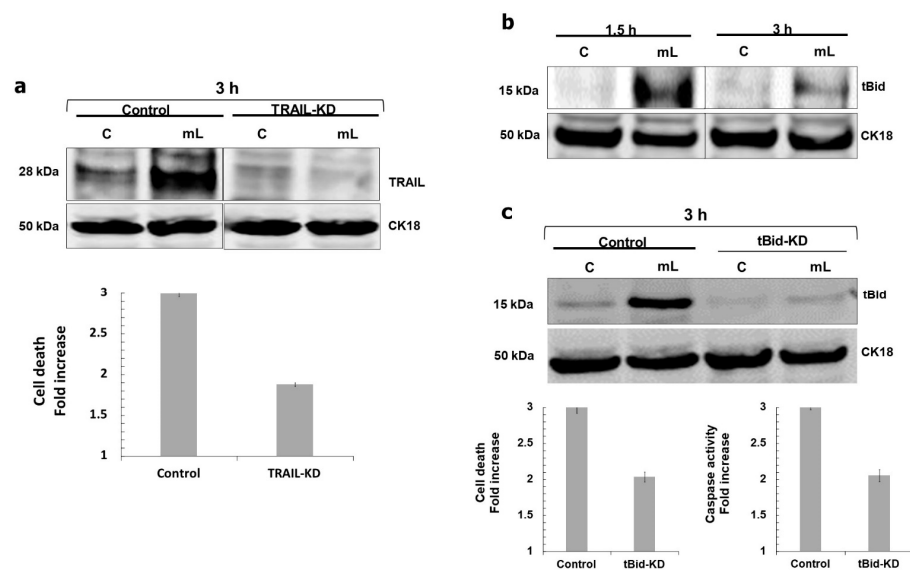 a
3 h
Control TRAIL-KD
C mL C mL
28 kDa TRAIL
50 kDa CK18
3
2.5
2
1.5
1
Cell death
Fold increase
Control TRAIL-KD
b
1.5 h 3 h
C mL C mL
15 kDa tBid
50 kDa CK18
c
3 h
Control tBid-KD
C mL C mL
15 kDa tBid
50 kDa CK18
3
2.5
2
1.5
1
Cell death
Fold increase
Control tBid-KD
3
2.5
2
1.5
1
Caspase activity
Fold increase
Control tBid-KD